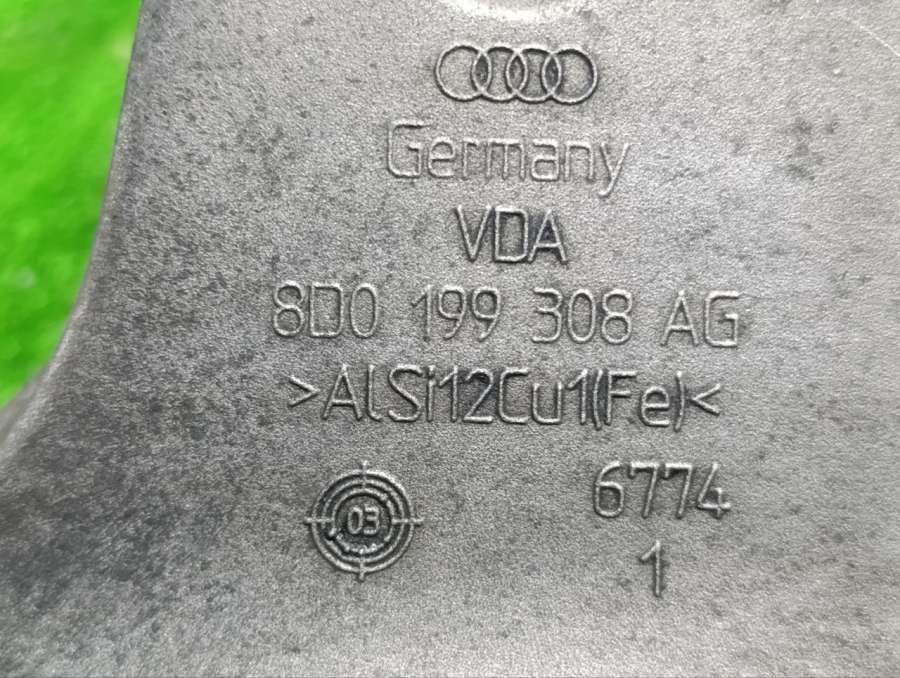 Germany
VDA
8D0 199 308 AG
>AlSi12Cu1(Fe)<
6774
03
1